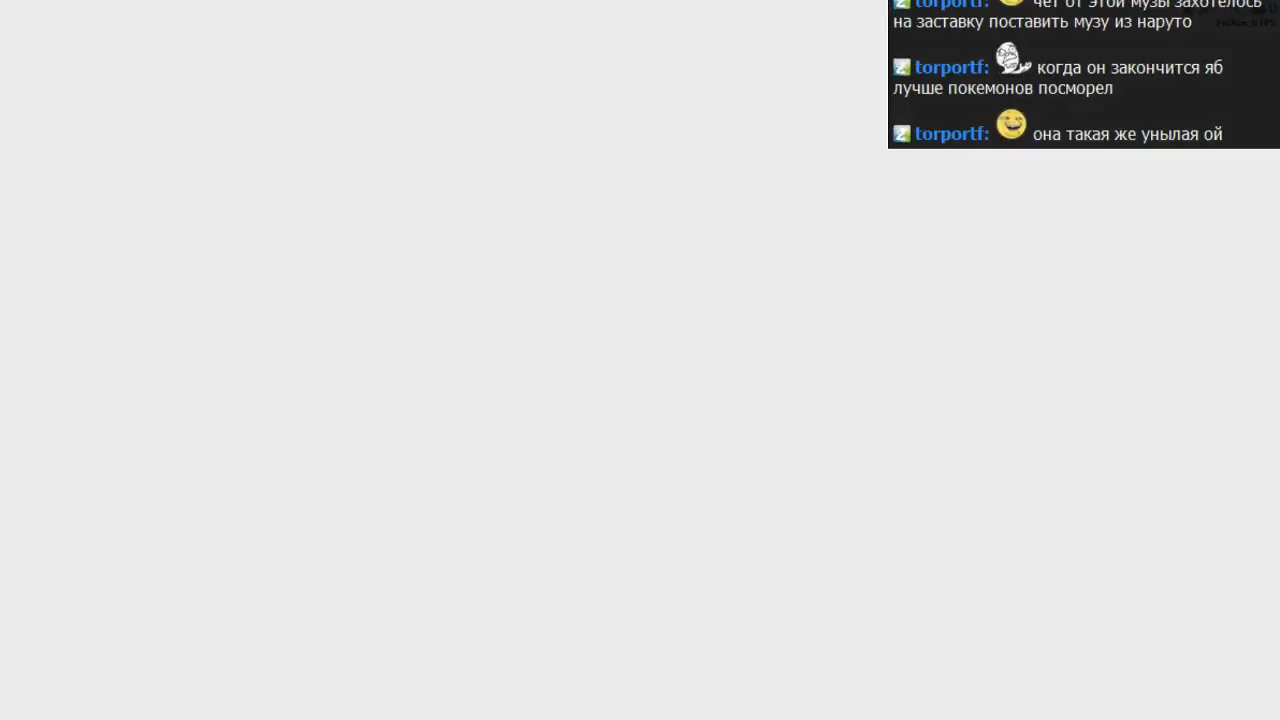 torportf: чет от этой музы захотелось
на заставку поставить музу из наруто
torportf: когда он закончится яб
лучше покемонов посморел
torportf: она такая же унылая ой